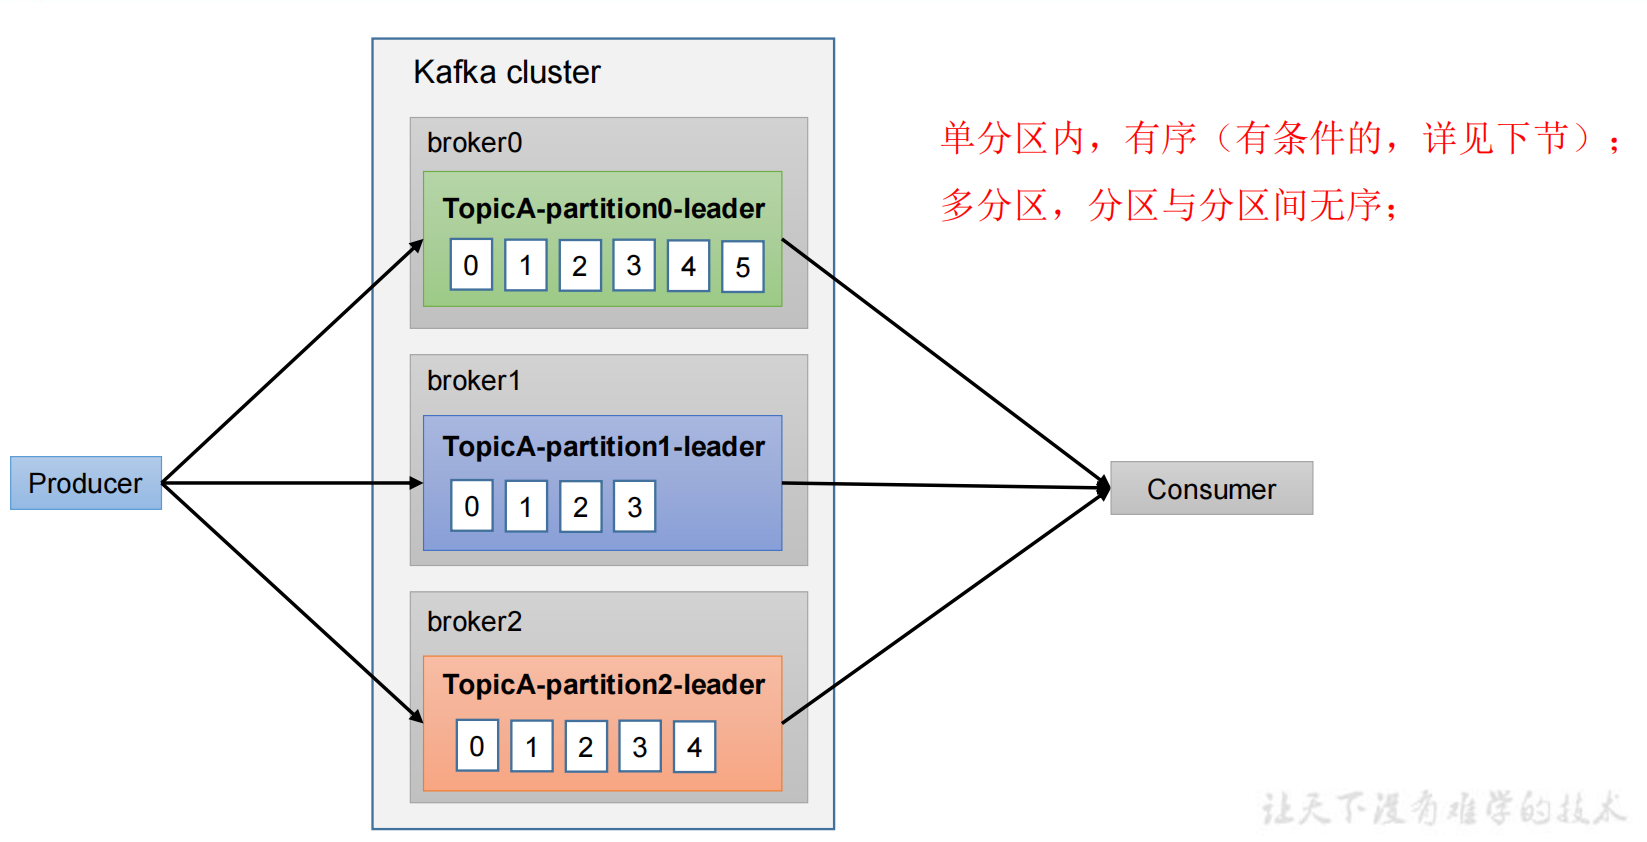 Kafka cluster
broker0
TopicA-partition0-leader
0 1 2 3 4 5
单分区内，有序（有条件的，详见下节）；
多分区，分区与分区间无序；
broker1
TopicA-partition1-leader
0 1 2 3
Producer
Consumer
broker2
TopicA-partition2-leader
0 1 2 3 4
让天下没有难学的技术